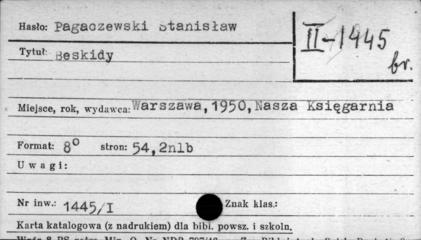 Hasło: Pagaczewski Stanisław
II-1445
br.
Tytuł: Beskidy
Miejsce, rok, wydawca: Warszawa, 1950, Nasza Księgarnia
Format: 8° stron: 54, 2nlb
Uwagi:
Nr inw.: 1445/I Znak klas.:
Karta katalogowa (z nadrukiem) dla bibl. powsz. i szkoln.